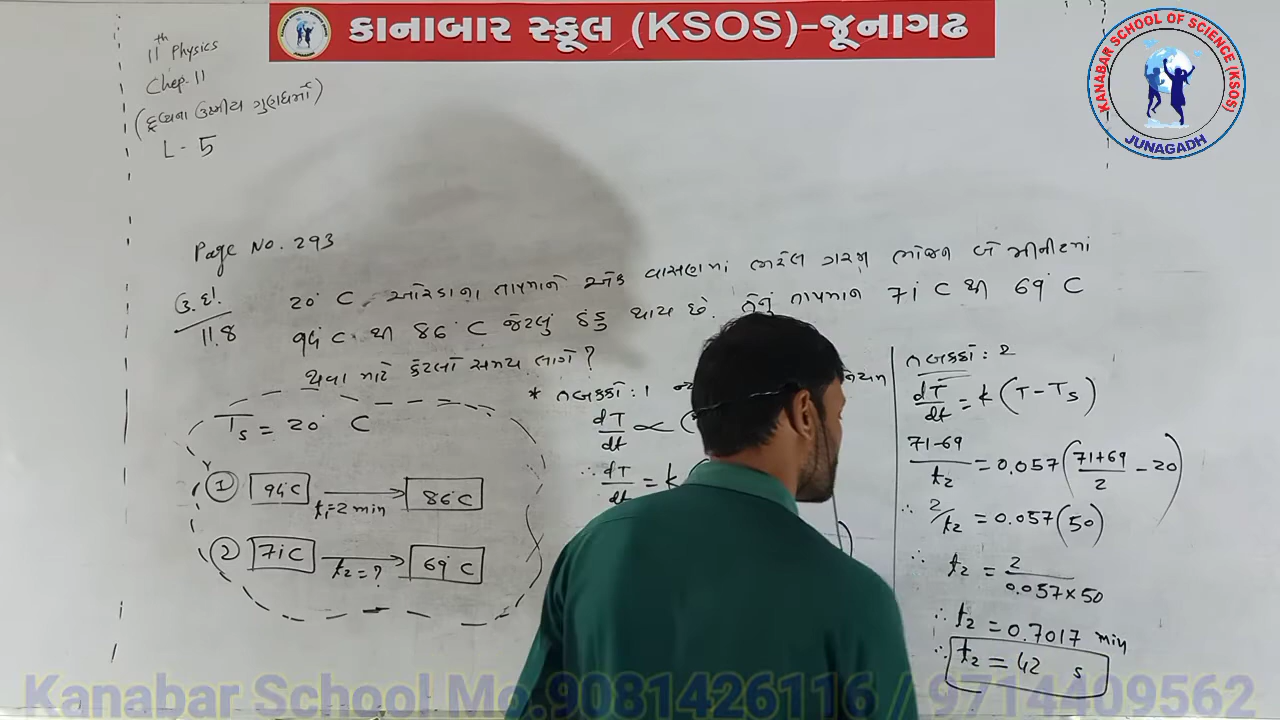 કાનાબાર સ્કૂલ (KSOS)-જૂનાગઢ
KANABAR SCHOOL OF SCIENCE (KSOS)
JUNAGADH
11th Physics
Chep. 11
(દ્રવ્યના ઉષ્મીય ગુણધર્મો)
L - 5
Page No. 293
ઉ.દા. 11.8
20° C ઓરડાના તાપમાને એક વાસણમાં ભરેલ ગરમ ભોજન બે મીનીટમાં
94° C થી 86° C જેટલું ઠંડુ થાય છે. તેનું તાપમાન 71° C થી 69° C
થવા માટે કેટલો સમય લાગે?
Ts = 20° C
① 94°C t₁=2 min 86°C
② 71°C t₂=? 69°C
* તબક્કો : 1
નિયમ
dT/dt ∝ (
∴ dT/dt = k
તબક્કો : 2
dT/dt = k (T - Ts)
71-69/t₂ = 0.057 (71+69/2 - 20)
∴ 2/t₂ = 0.057 (50)
∴ t₂ = 2/0.057×50
∴ t₂ = 0.7017 min
∴ t₂ = 42 s
Kanabar School Mo.9081426116 / 9714409562